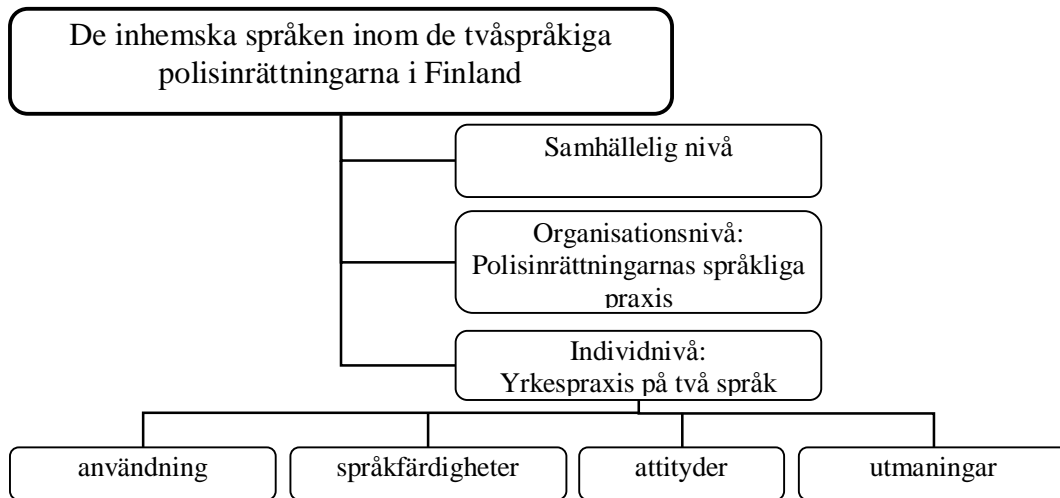 De inhemska språken inom de tvåspråkiga
polisinrättningarna i Finland
Samhällelig nivå
Organisationsnivå:
Polisinrättningarnas språkliga
praxis
Individnivå:
Yrkespraxis på två språk
användning
språkfärdigheter
attityder
utmaningar